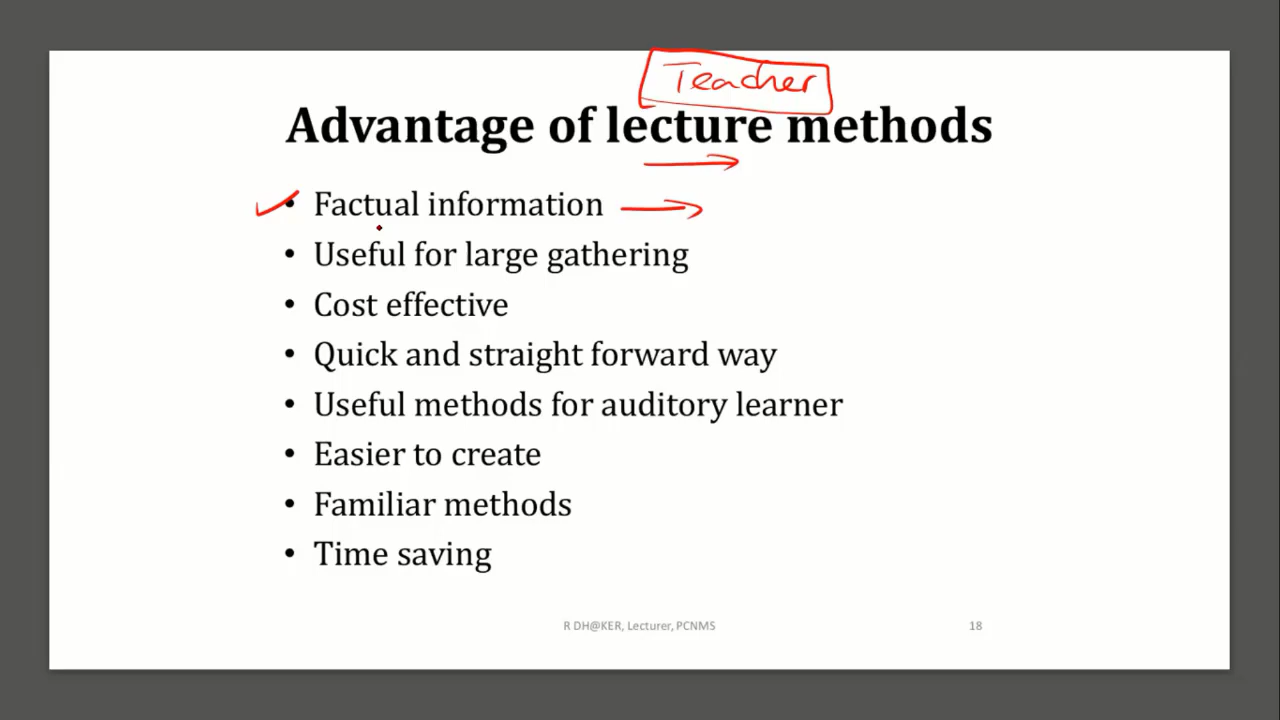 Teacher
Advantage of lecture methods
• Factual information
• Useful for large gathering
• Cost effective
• Quick and straight forward way
• Useful methods for auditory learner
• Easier to create
• Familiar methods
• Time saving
R DH@KER, Lecturer, PCNMS
18